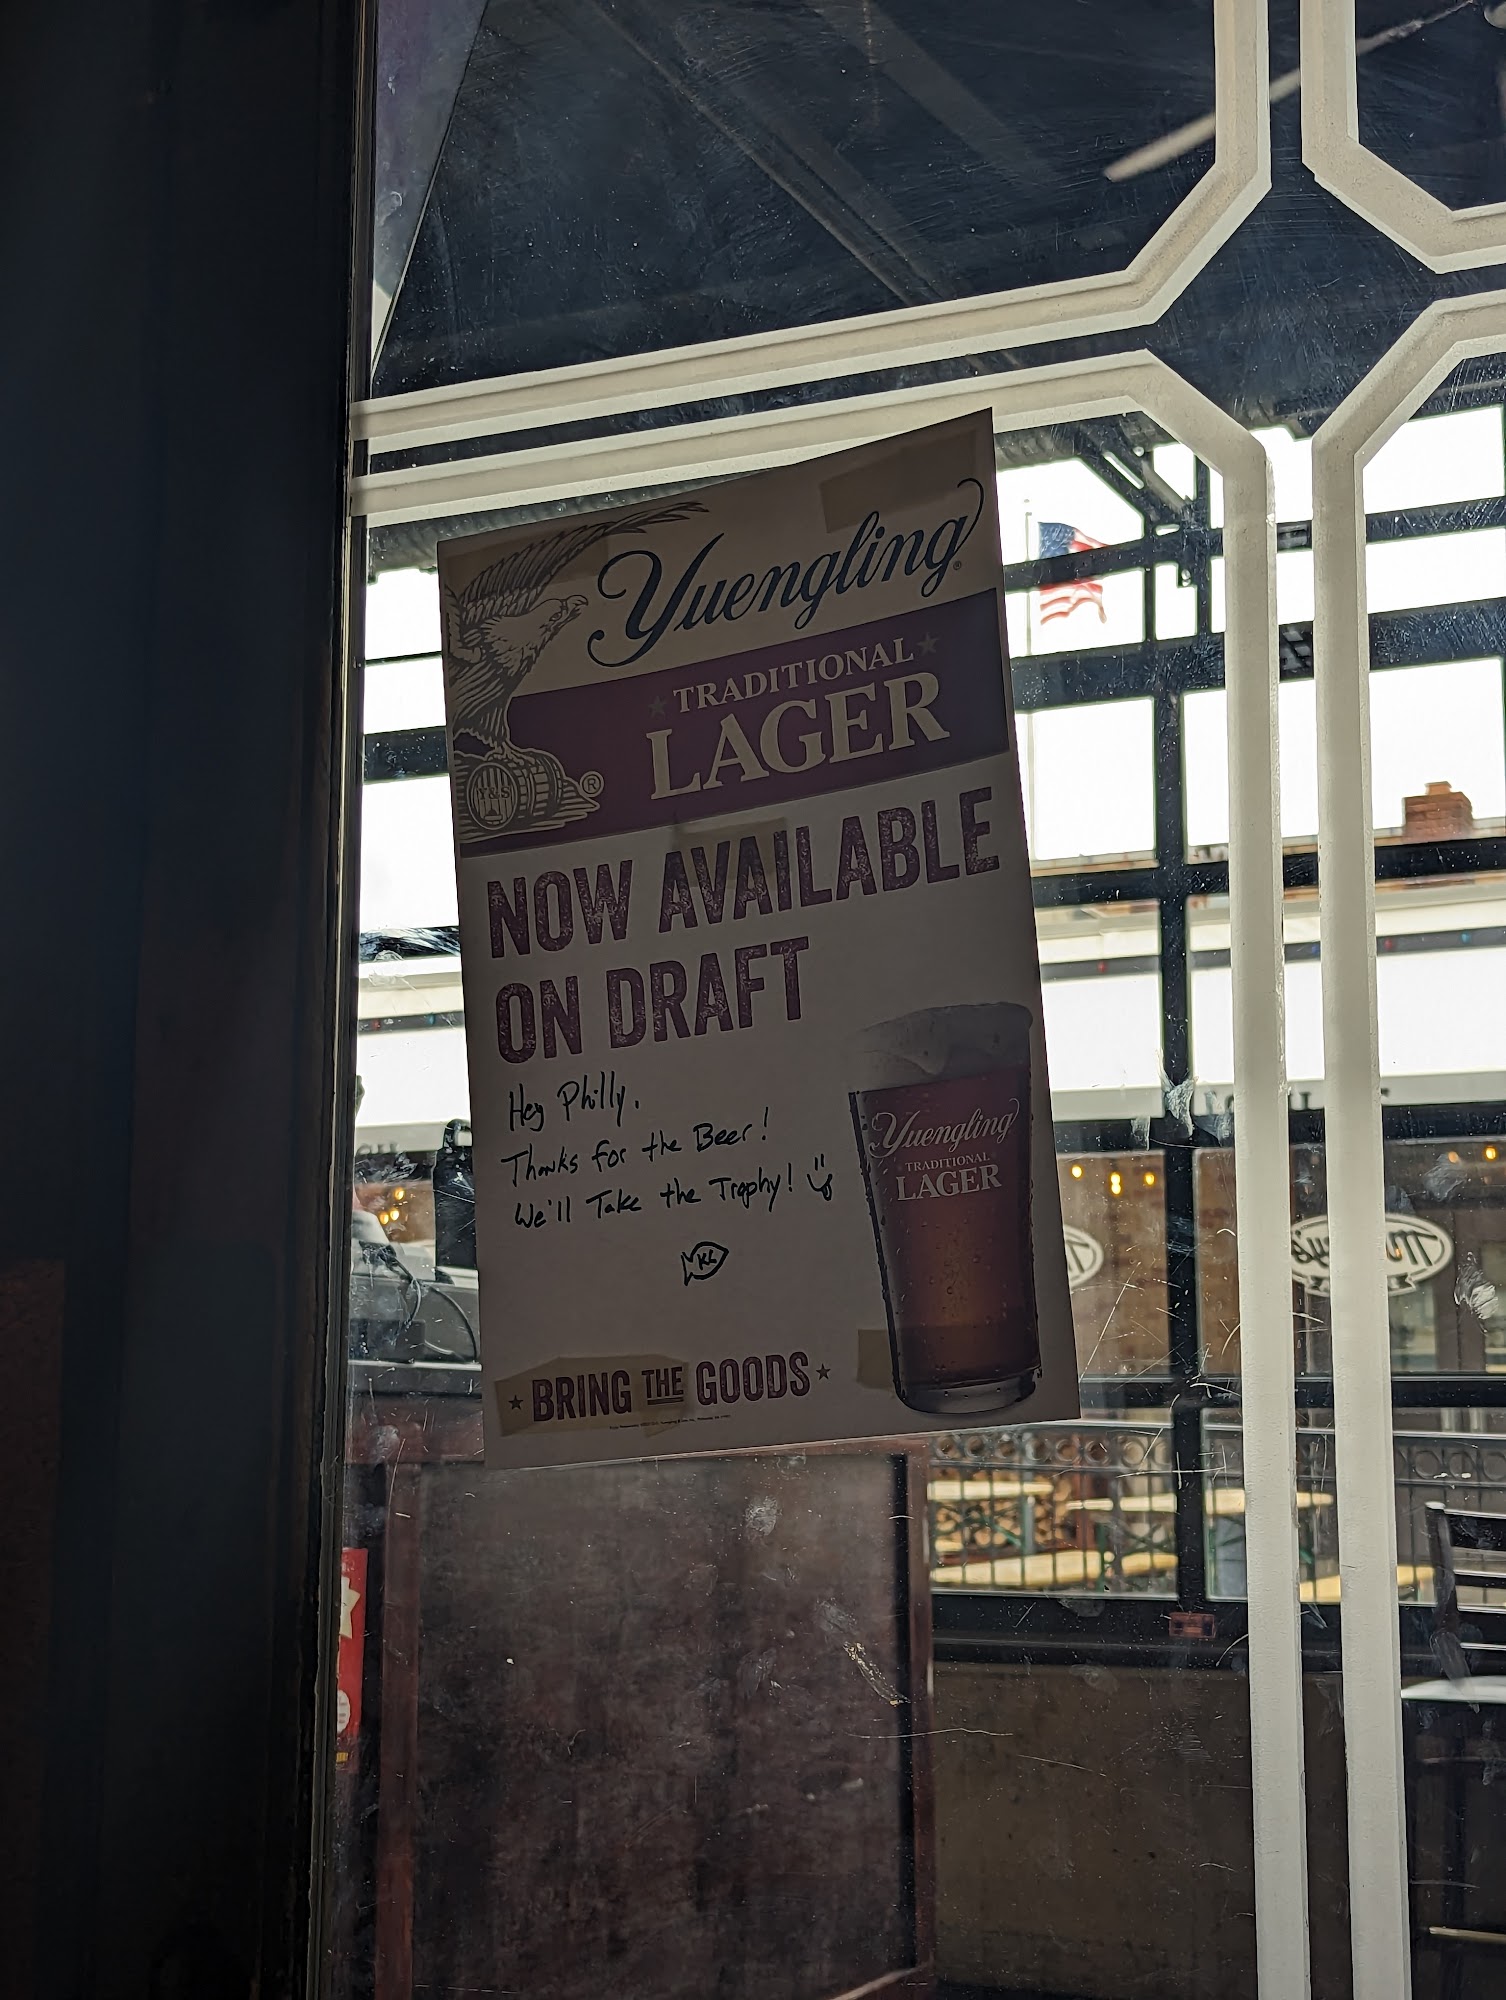 Yuengling®
TRADITIONAL
LAGER
Y&S
®
NOW AVAILABLE
ON DRAFT
Hey Philly,
Thanks for the Beer!
We'll Take the Trophy!
KC
Yuengling
TRADITIONAL
LAGER
BRING THE GOODS